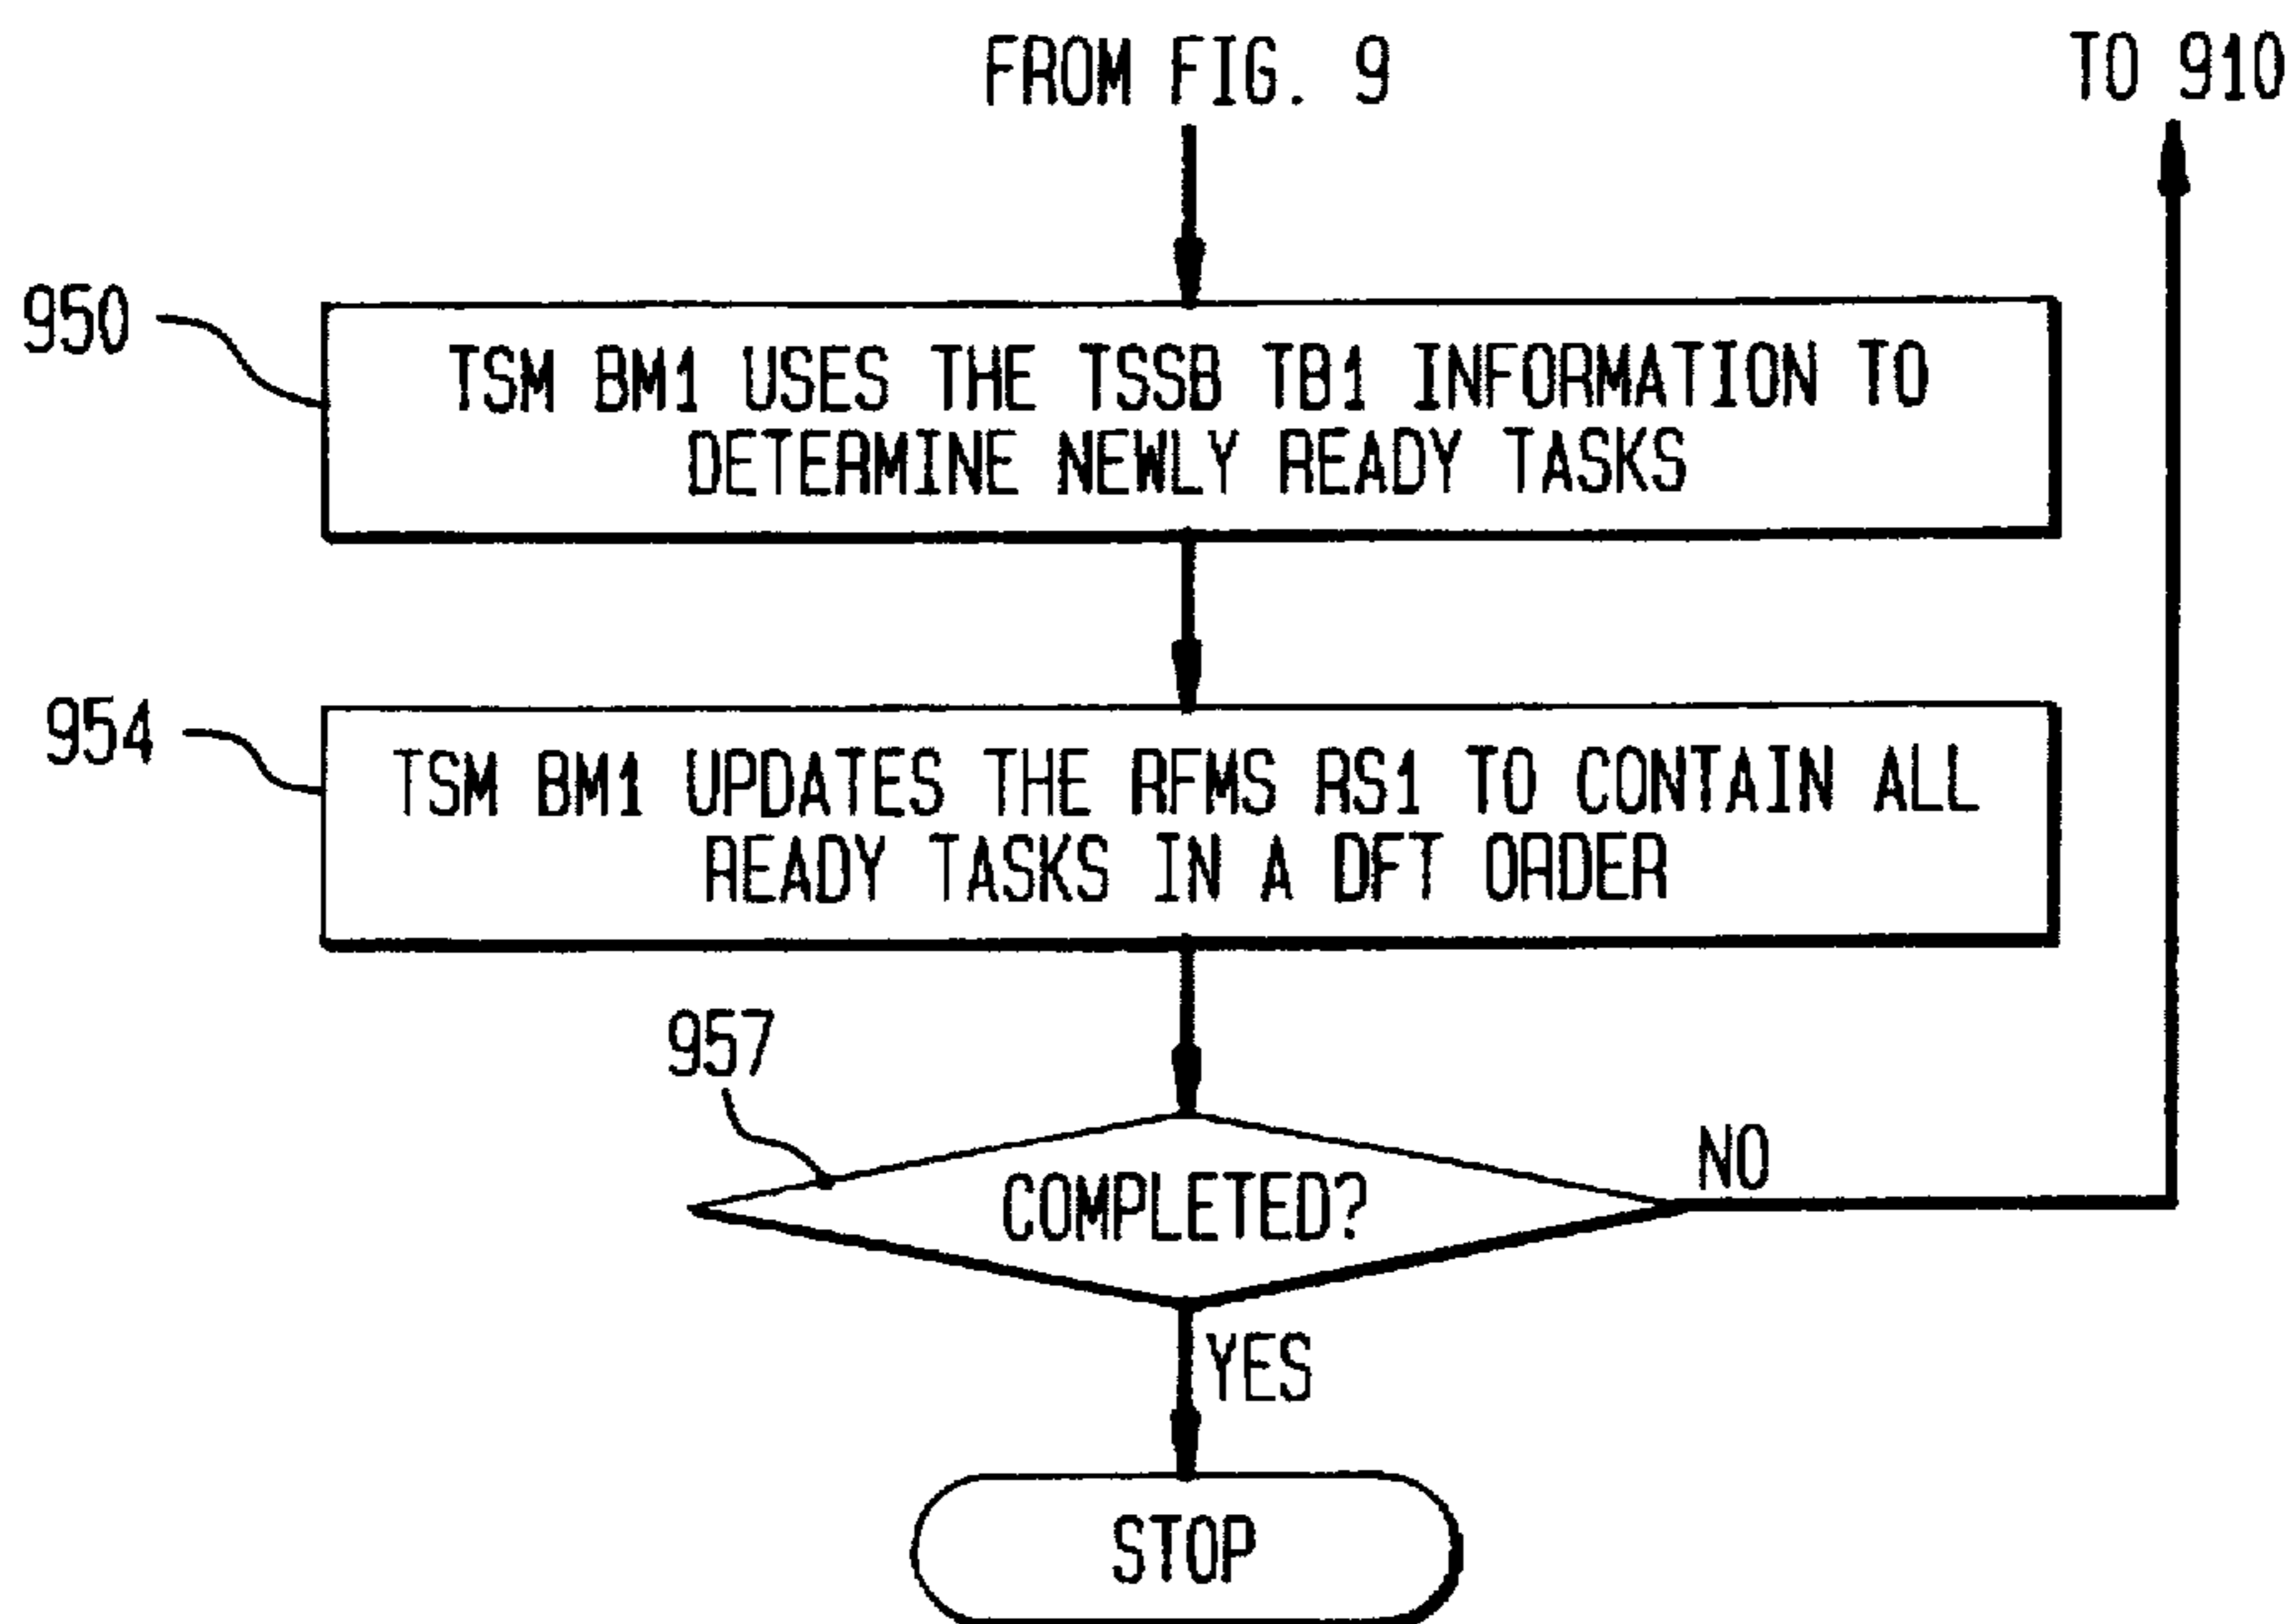 FROM FIG. 9
TO 910
950
TSM BM1 USES THE TSSB TB1 INFORMATION TO
DETERMINE NEWLY READY TASKS
954
TSM BM1 UPDATES THE RFMS RS1 TO CONTAIN ALL
READY TASKS IN A DFT ORDER
957
COMPLETED?
NO
YES
STOP